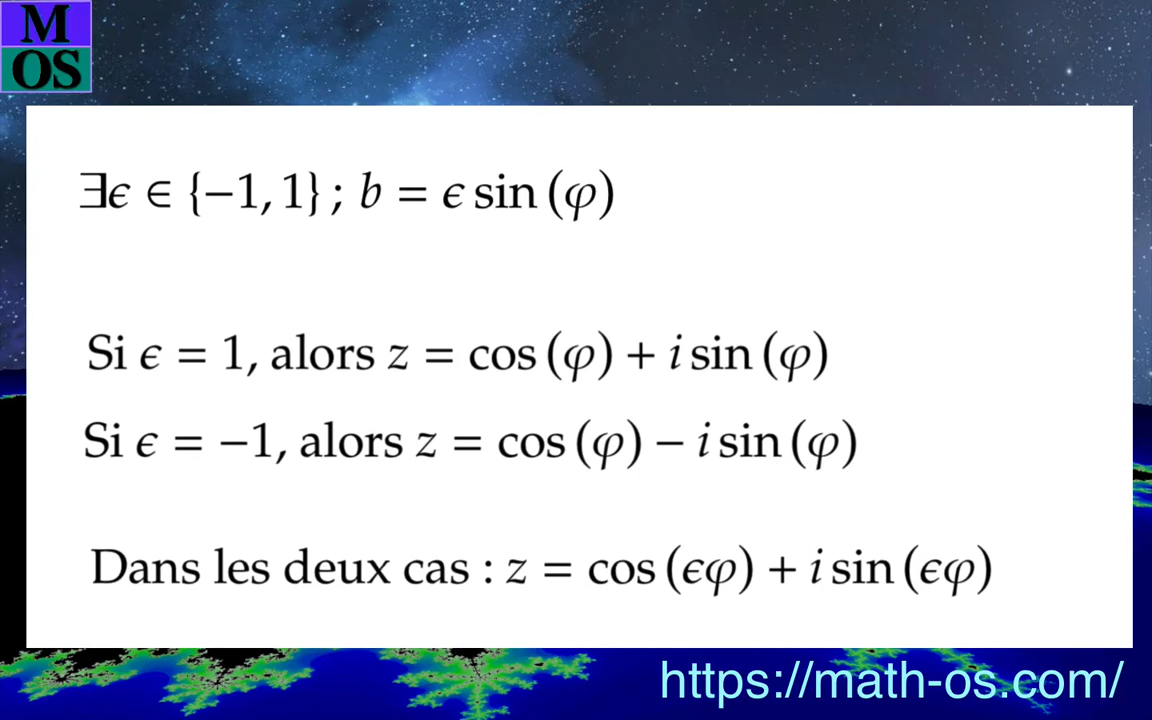 M
OS
∃ϵ ∈ {−1, 1} ; b = ϵ sin (φ)
Si ϵ = 1, alors z = cos (φ) + i sin (φ)
Si ϵ = −1, alors z = cos (φ) − i sin (φ)
Dans les deux cas : z = cos (ϵφ) + i sin (ϵφ)
https://math-os.com/